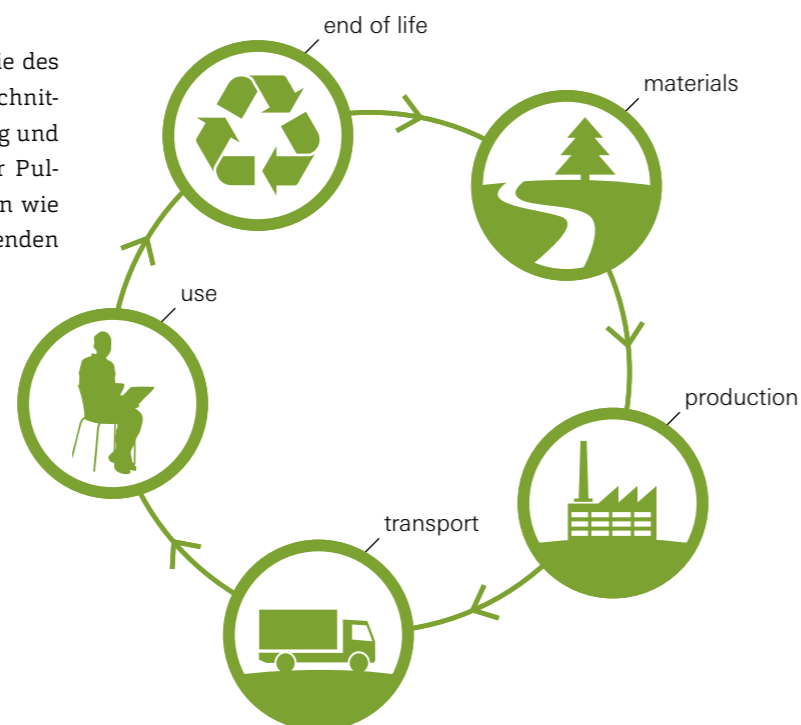 ie des
chnit-
g und
r Pul-
n wie
enden
end of life
materials
use
production
transport